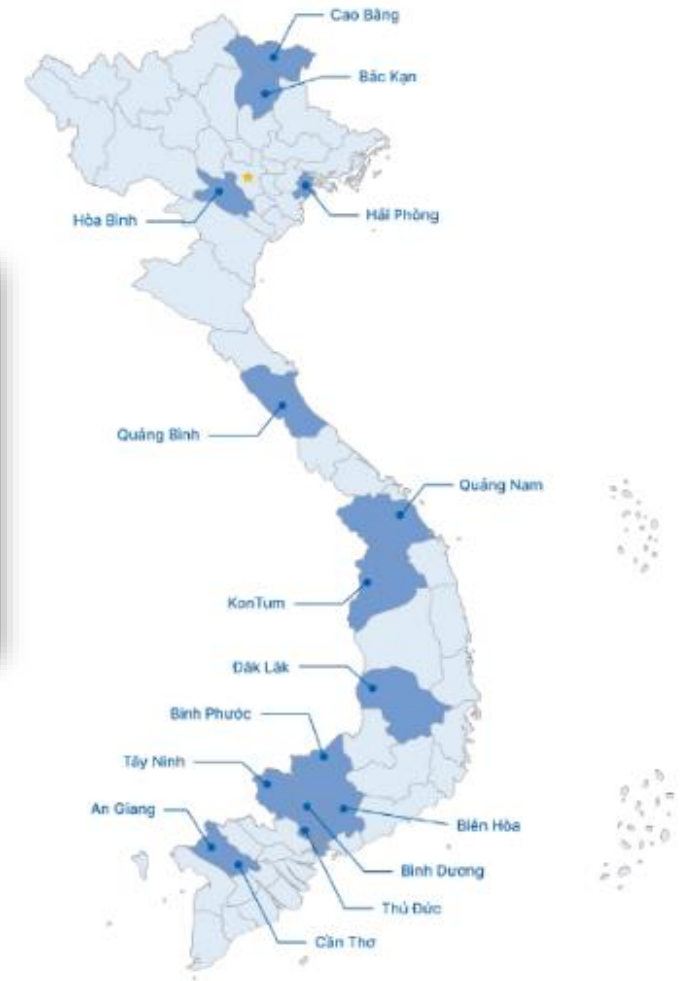 Cao Bằng
Bắc Kạn
Hòa Bình
Hải Phòng
Quảng Bình
Quảng Nam
KonTum
Đăk Lăk
Bình Phước
Tây Ninh
An Giang
Biên Hòa
Bình Dương
Thủ Đức
Cần Thơ